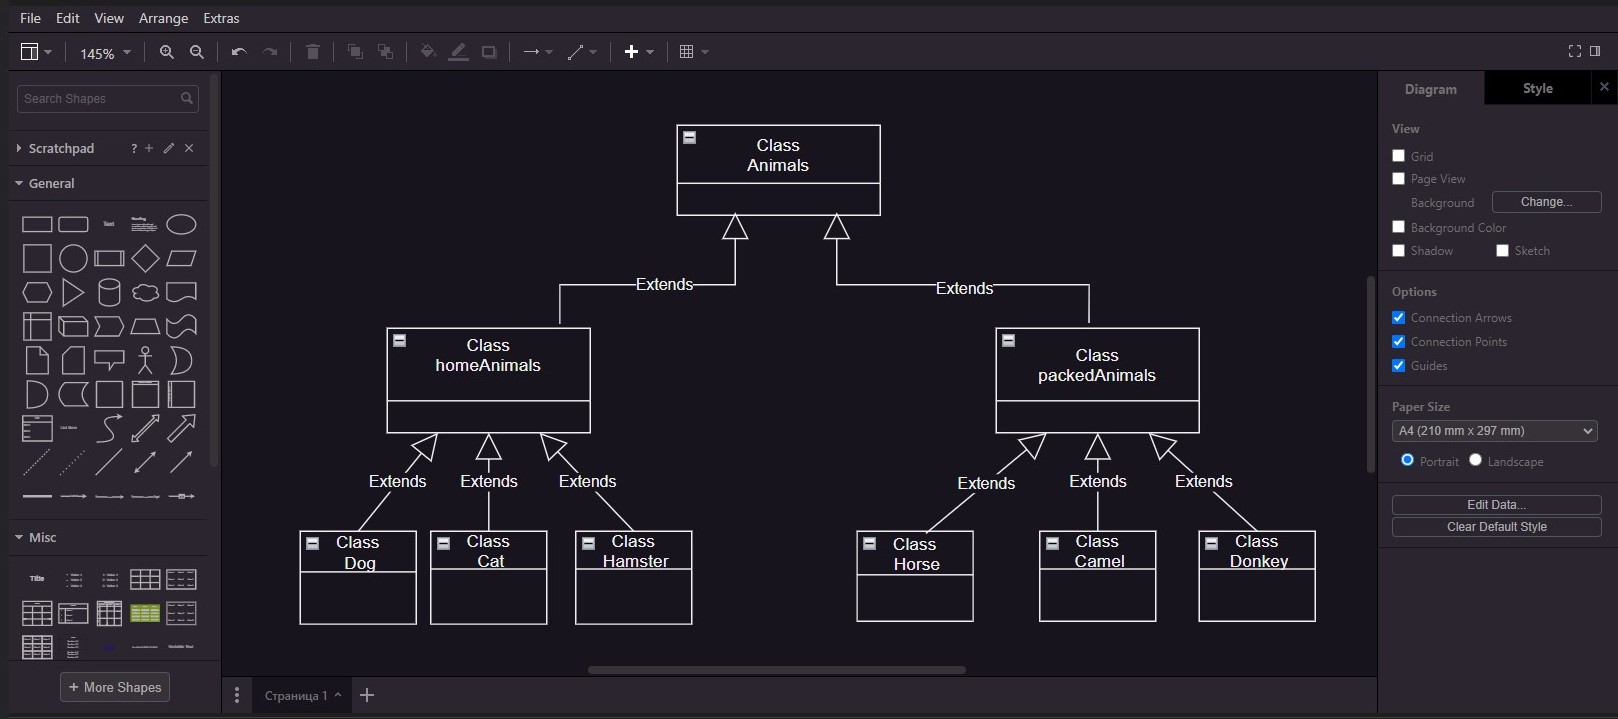 File Edit View Arrange Extras
145%
Search Shapes
Scratchpad ? + ×
General
Text
Heading
Misc
Title
+ More Shapes
Class
Animals
Extends
Extends
Class
homeAnimals
Class
packedAnimals
Extends
Extends
Extends
Extends
Extends
Extends
Class
Dog
Class
Cat
Class
Hamster
Class
Horse
Class
Camel
Class
Donkey
Страница 1
Diagram Style
View
Grid
Page View
Background Change...
Background Color
Shadow Sketch
Options
Connection Arrows
Connection Points
Guides
Paper Size
A4 (210 mm x 297 mm)
Portrait Landscape
Edit Data...
Clear Default Style